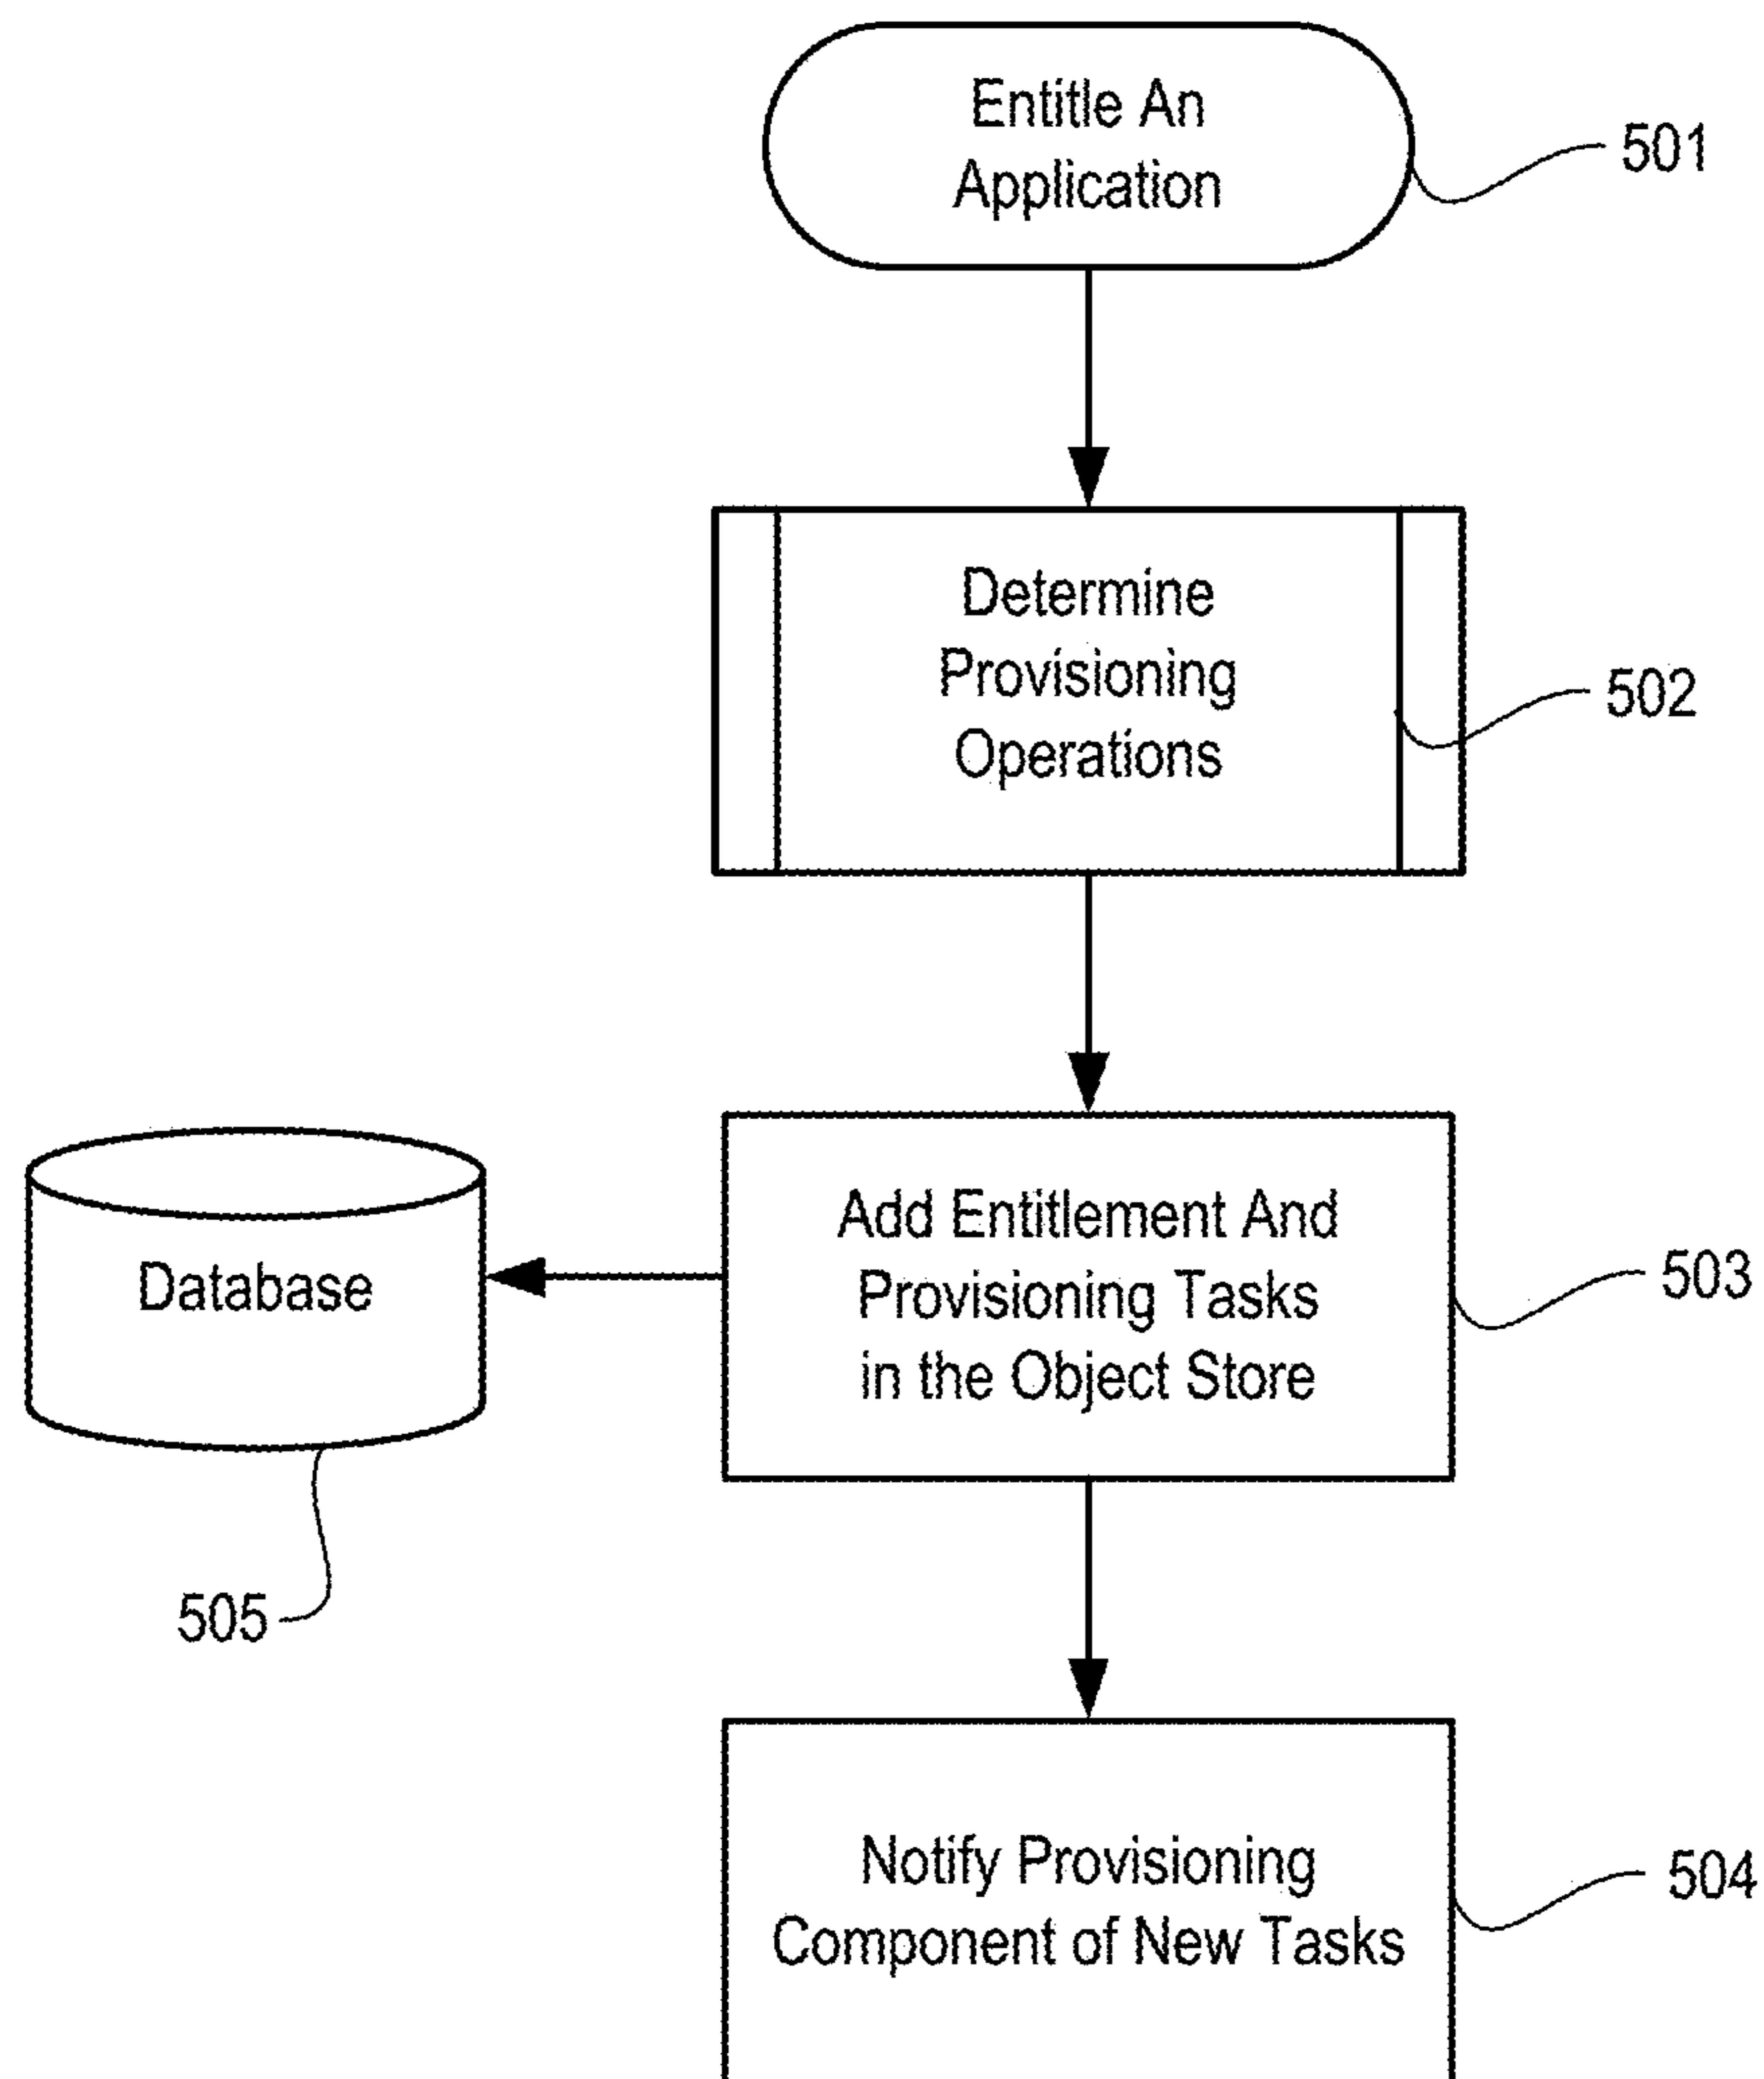 Entitle An
Application
501
Determine
Provisioning
Operations
502
Add Entitlement And
Provisioning Tasks
in the Object Store
503
Database
505
Notify Provisioning
Component of New Tasks
504